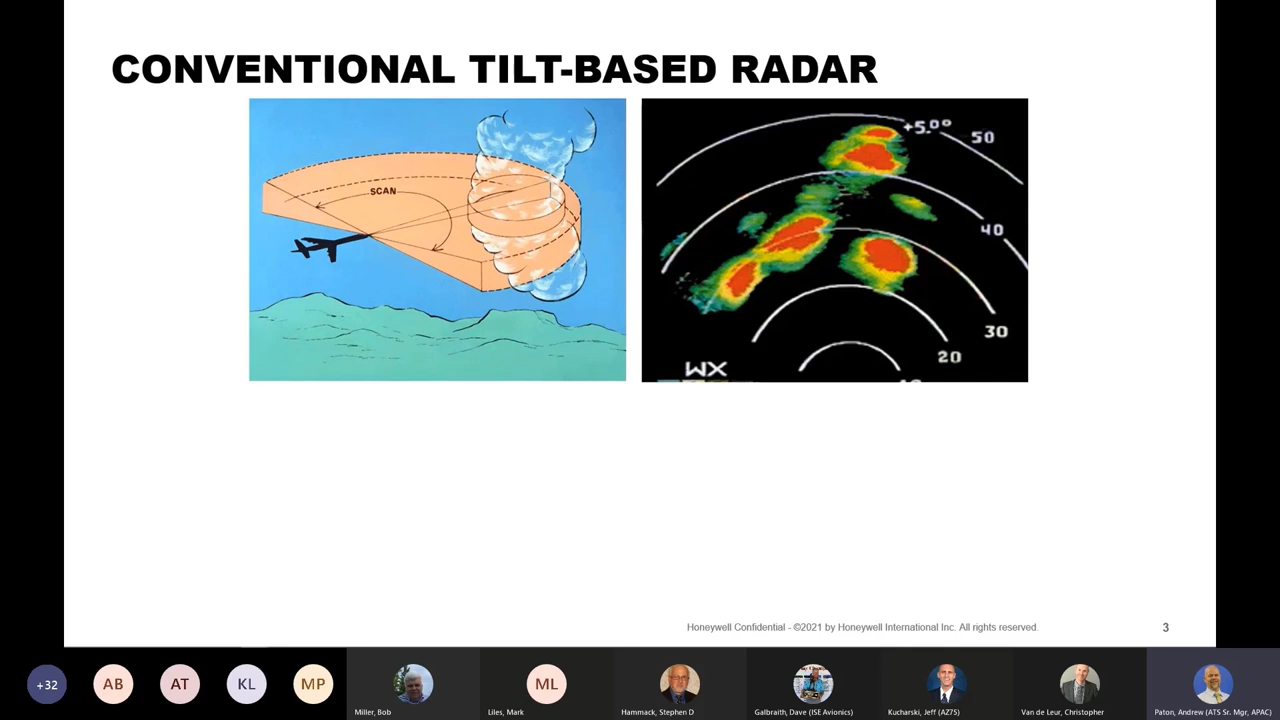 CONVENTIONAL TILT-BASED RADAR
SCAN
+5.0°
50
40
30
20
WX
Honeywell Confidential - ©2021 by Honeywell International Inc. All rights reserved.
3
+32
AB
AT
KL
MP
ML
Miller, Bob
Liles, Mark
Hammack, Stephen D
Galbraith, Dave (ISE Avionics)
Kucharski, Jeff (AZ75)
Van de Leur, Christopher
Paton, Andrew (ATS Sr. Mgr, APAC)